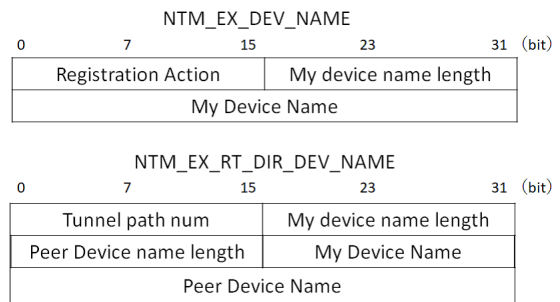 NTM_EX_DEV_NAME
0 7 15 23 31 （bit）
Registration Action My device name length
My Device Name
NTM_EX_RT_DIR_DEV_NAME
0 7 15 23 31 （bit）
Tunnel path num My device name length
Peer Device name length My Device Name
Peer Device Name